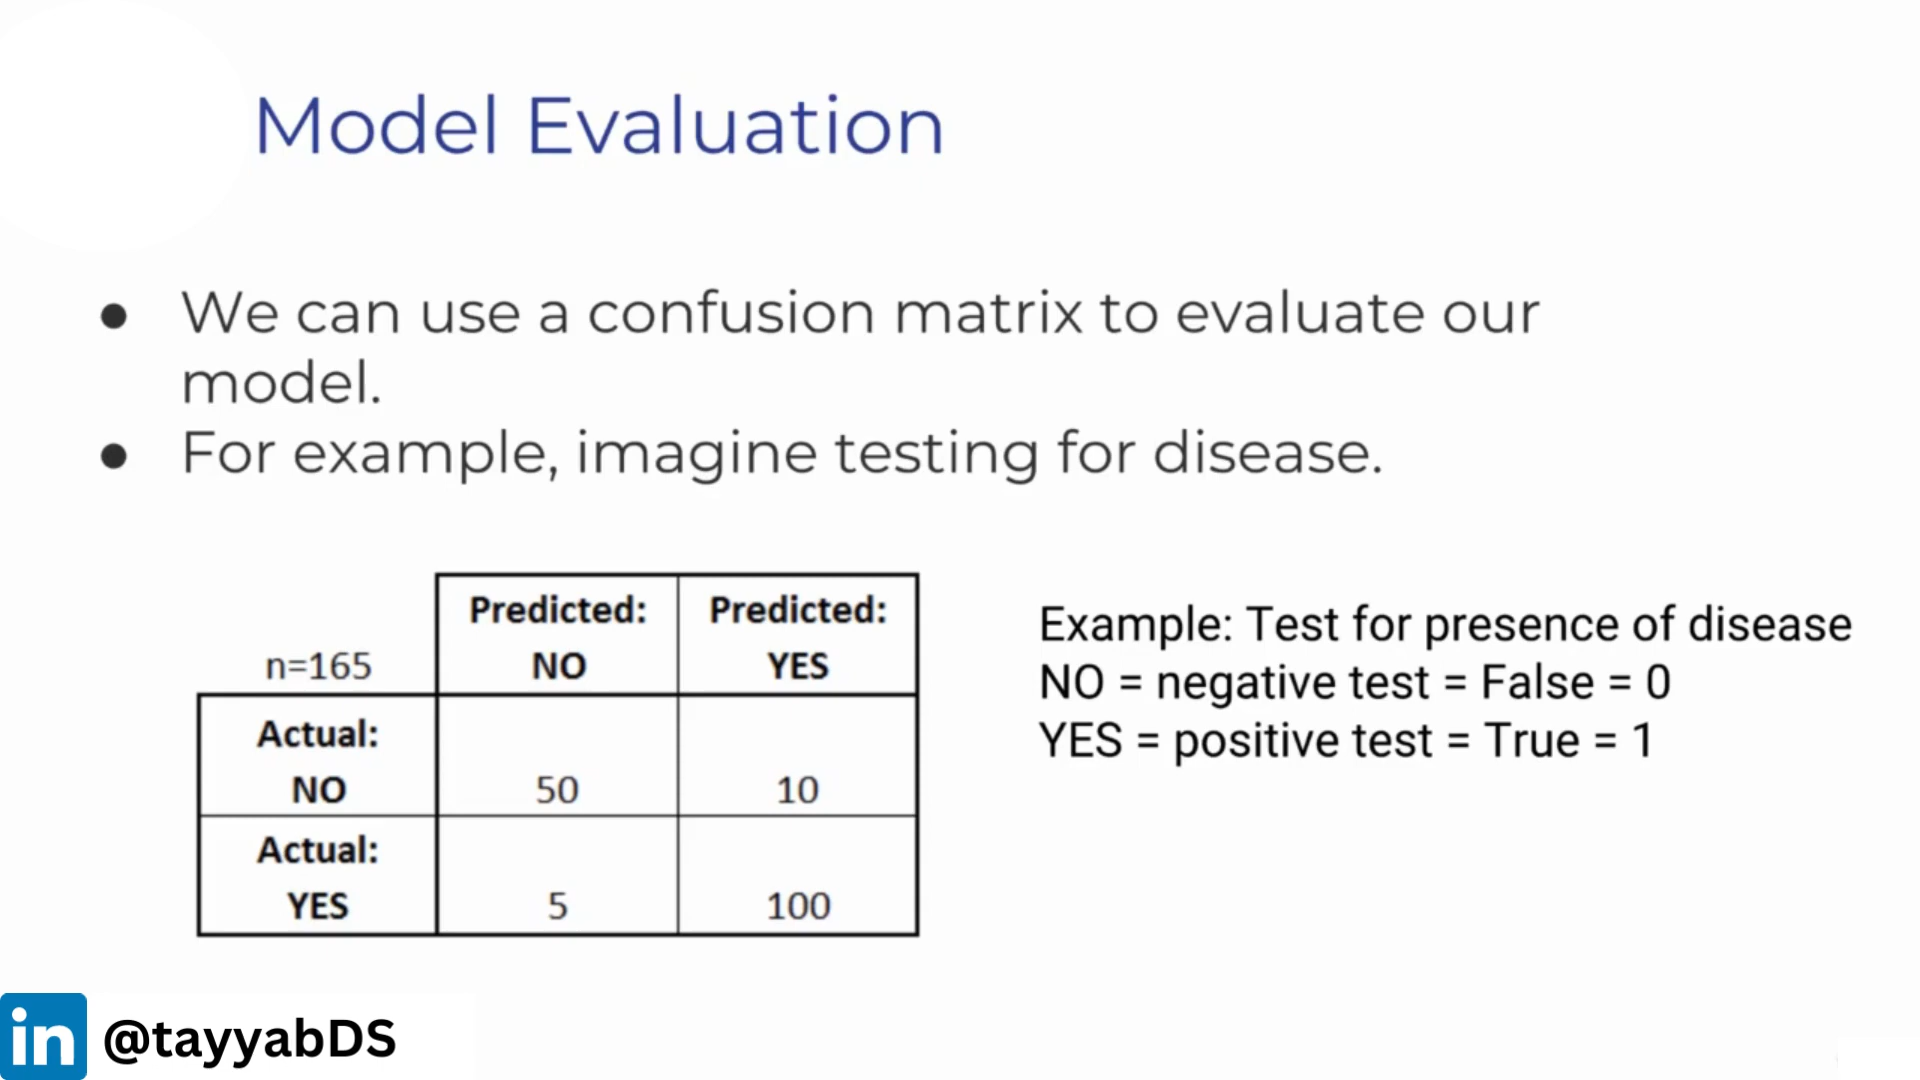 Model Evaluation
● We can use a confusion matrix to evaluate our
model.
● For example, imagine testing for disease.
n=165 Predicted: NO Predicted: YES
Actual: NO 50 10
Actual: YES 5 100
Example: Test for presence of disease
NO = negative test = False = 0
YES = positive test = True = 1
in @tayyabDS